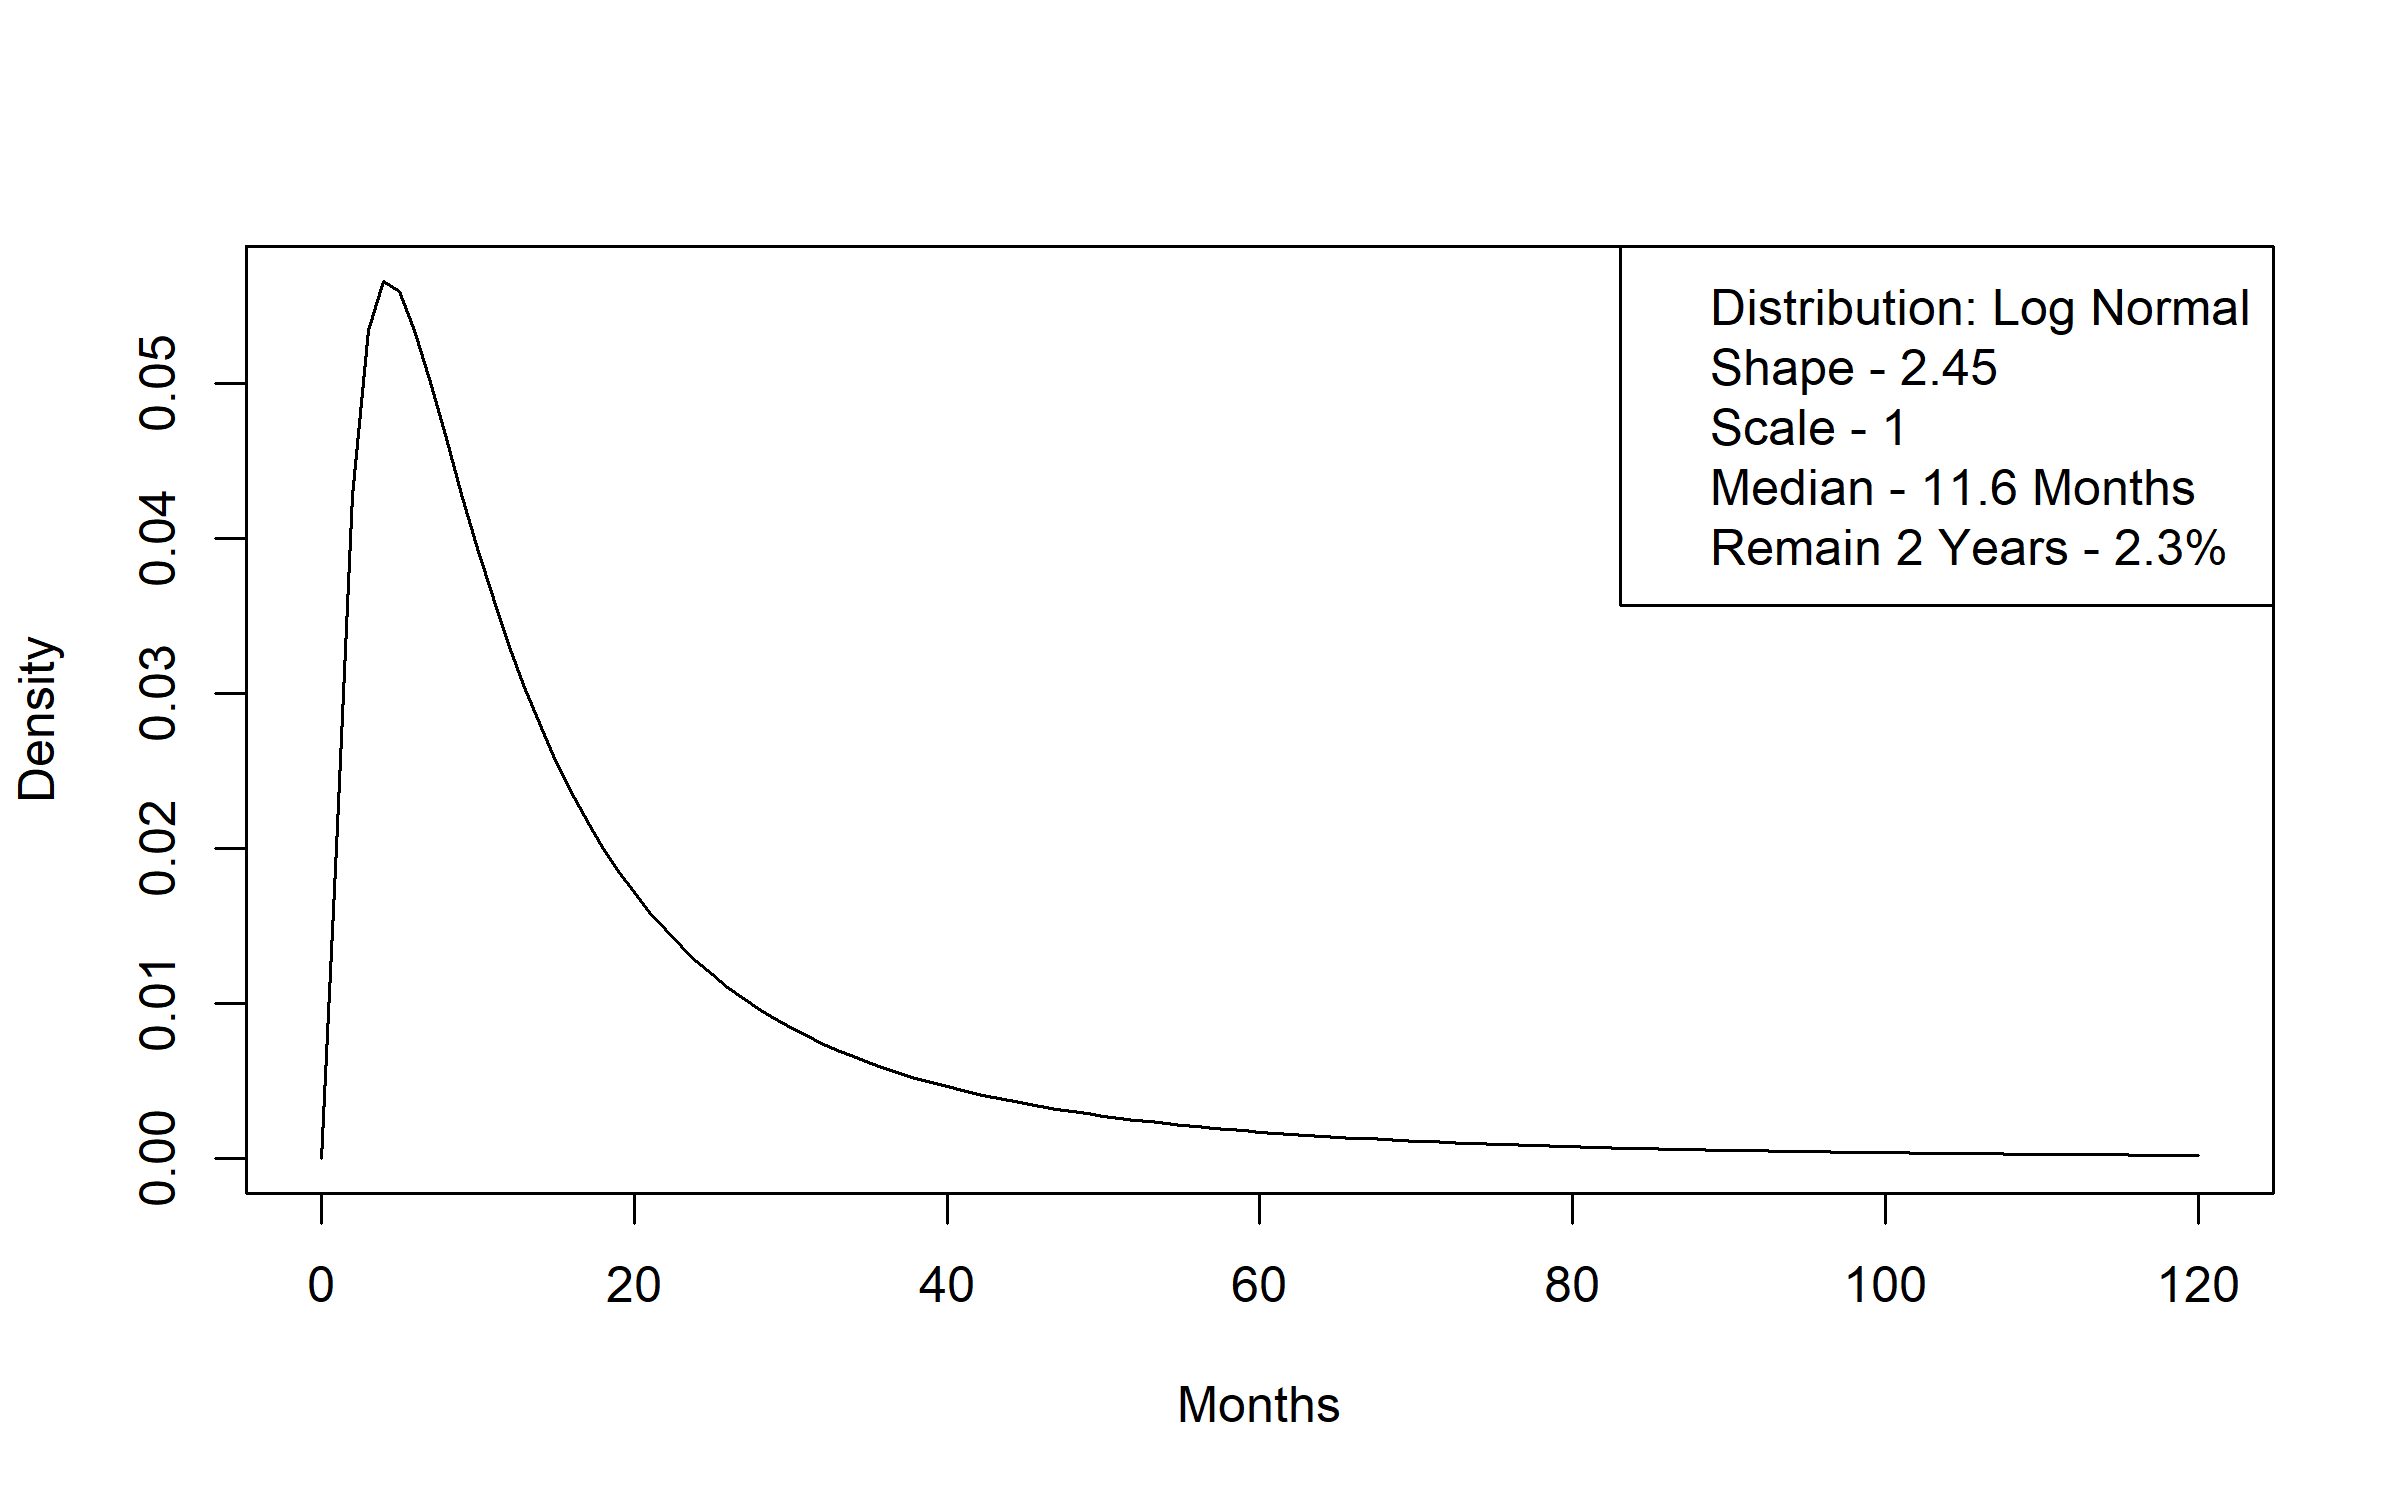 Distribution: Log Normal
Shape - 2.45
Scale - 1
Median - 11.6 Months
Remain 2 Years - 2.3%
Density
0.05
0.04
0.03
0.02
0.01
0.00
0 20 40 60 80 100 120
Months